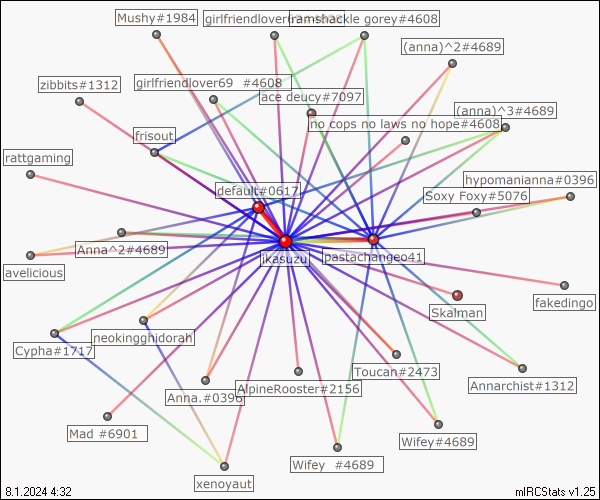 Mushy#1984
girlfriendlover
ramshackle gorey#4608
(anna)^2#4689
zibbits#1312
girlfriendlover69 #4608
ace deucy#7097
(anna)^3#4689
no cops no laws no hope#4608
frisout
rattgaming
hypomanianna#0396
default#0617
Soxy Foxy#5076
Anna^2#4689
ikasuzu
pastachangeo41
avelicious
fakedingo
Skalman
neokingghidorah
Cypha#1717
Toucan#2473
Annarchist#1312
AlpineRooster#2156
Anna.#0396
Mad #6901
Wifey#4689
Wifey #4689
xenoyaut
8.1.2024 4:32
mIRCStats v1.25